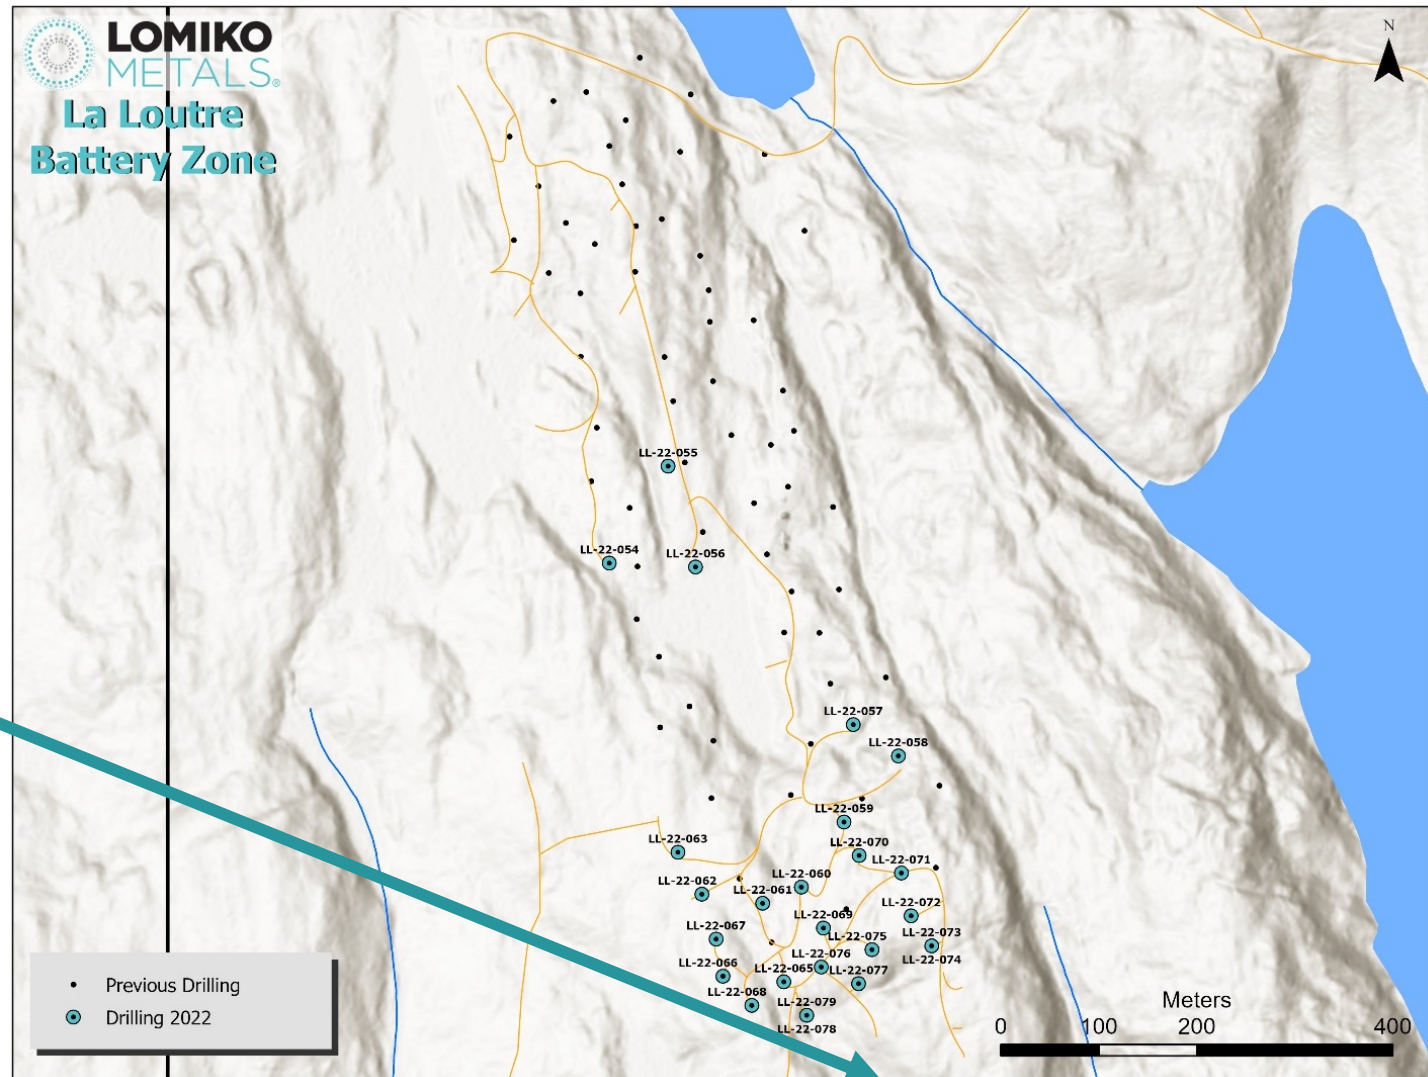 LOMIKO
METALS®
La Loutre
Battery Zone
N
LL-22-055
LL-22-054
LL-22-056
LL-22-057
LL-22-058
LL-22-059
LL-22-063
LL-22-070
LL-22-071
LL-22-060
LL-22-062
LL-22-061
LL-22-072
LL-22-069
LL-22-067
LL-22-075
LL-22-073
LL-22-076
LL-22-074
LL-22-066
LL-22-065
LL-22-077
LL-22-068
LL-22-079
LL-22-078
Previous Drilling
Drilling 2022
Meters
0 100 200 400